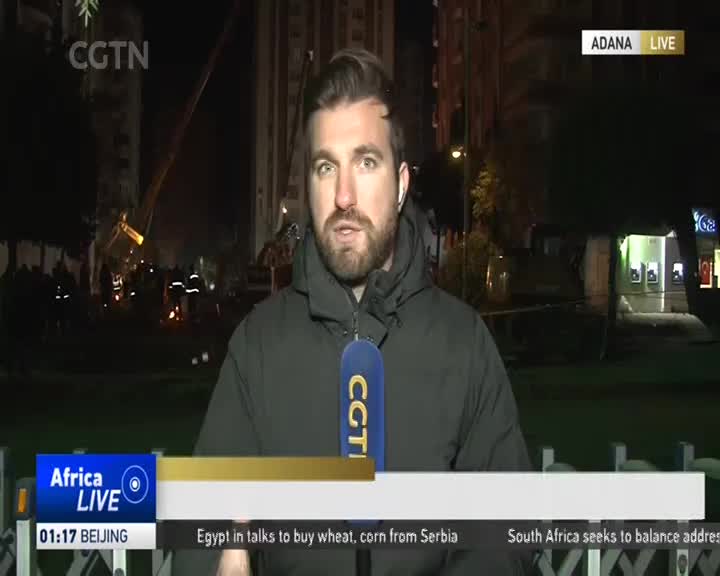 CGTN
ADANA LIVE
CGTN
Africa
LIVE
01:17 BEIJING
Egypt in talks to buy wheat, corn from Serbia
South Africa seeks to balance addres